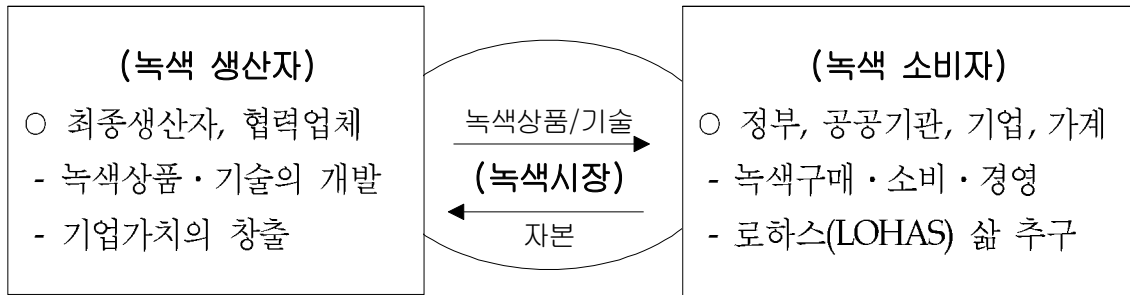 (녹색 생산자)
○ 최종생산자, 협력업체
- 녹색상품・기술의 개발
- 기업가치의 창출
녹색상품/기술
(녹색시장)
자본
(녹색 소비자)
○ 정부, 공공기관, 기업, 가계
- 녹색구매・소비・경영
- 로하스(LOHAS) 삶 추구